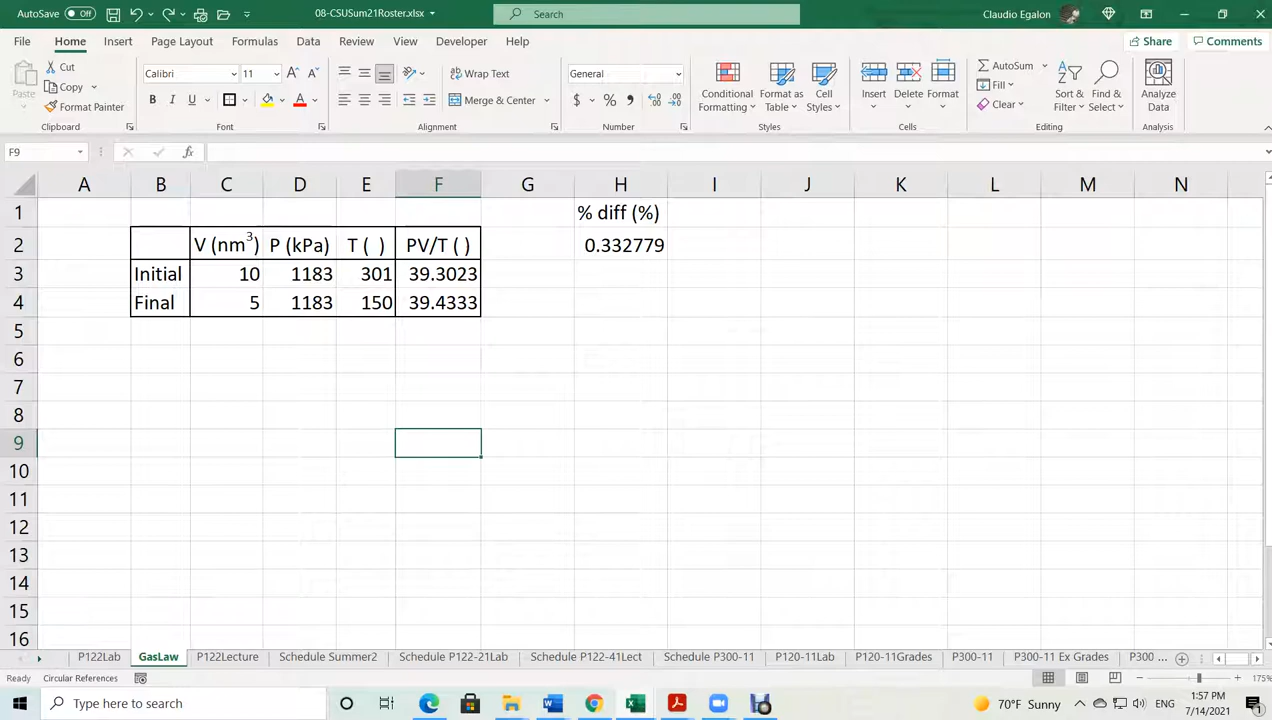 AutoSave Off 08-CSUSum21Roster.xlsx Search Claudio Egalon
File Home Insert Page Layout Formulas Data Review View Developer Help Share Comments
Paste Cut Copy Format Painter
Calibri 11 B I U
Wrap Text Merge & Center
General $ % ,
Conditional Formatting Format as Table Cell Styles
Insert Delete Format
AutoSum Fill Clear Sort & Filter Find & Select
Analyze Data
Clipboard Font Alignment Number Styles Cells Editing Analysis
F9 fx
A B C D E F G H I J K L M N
1 % diff (%)
2 V (nm³) P (kPa) T ( ) PV/T ( ) 0.332779
3 Initial 10 1183 301 39.3023
4 Final 5 1183 150 39.4333
5
6
7
8
9
10
11
12
13
14
15
16
P122Lab GasLaw P122Lecture Schedule Summer2 Schedule P122-21Lab Schedule P122-41Lect Schedule P300-11 P120-11Lab P120-11Grades P300-11 P300-11 Ex Grades P300 ...
Ready Circular References 175%
Type here to search 70°F Sunny ENG 1:57 PM
7/14/2021 1